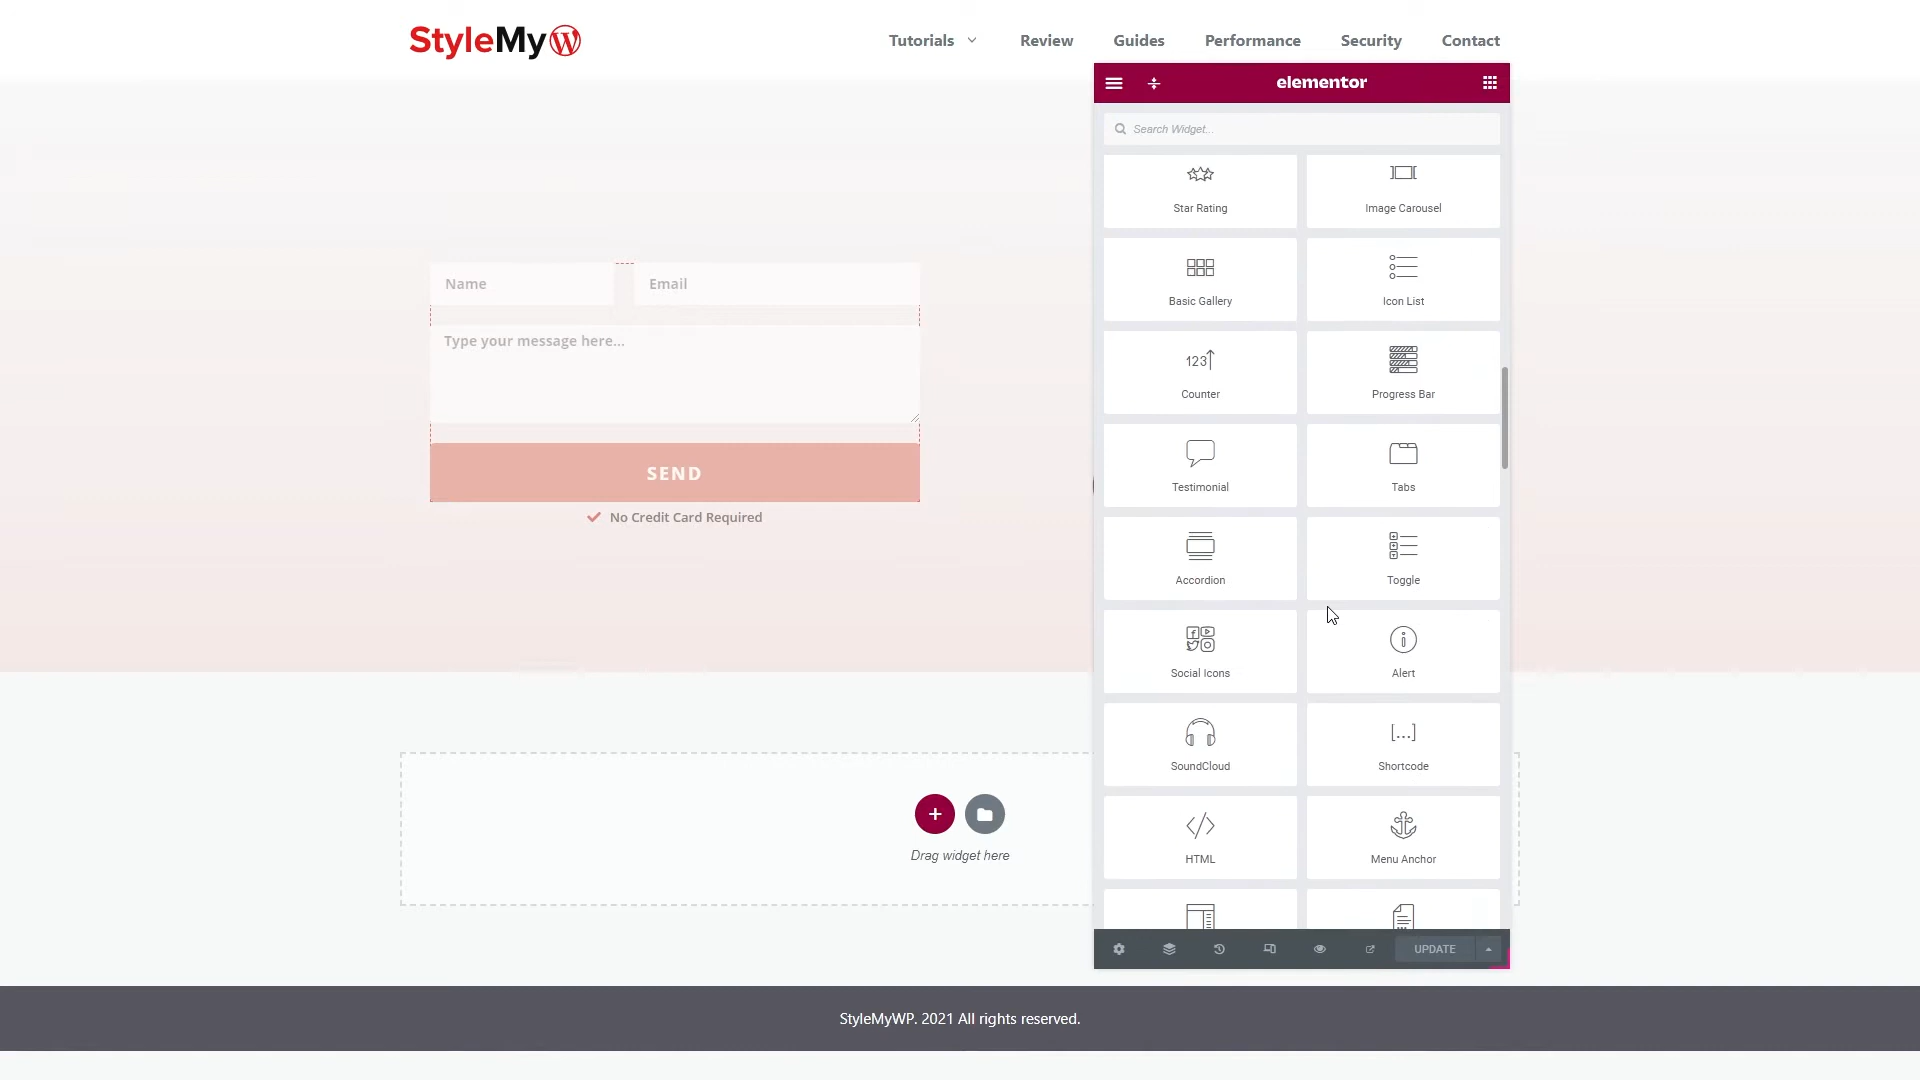 StyleMyW
Tutorials Review Guides Performance Security Contact
elementor
Search Widget...
Star Rating Image Carousel
Basic Gallery Icon List
123
Counter Progress Bar
Testimonial Tabs
Accordion Toggle
Social Icons Alert
[...]
SoundCloud Shortcode
</>
HTML Menu Anchor
UPDATE
Name Email
Type your message here...
SEND
No Credit Card Required
Drag widget here
StyleMyWP. 2021 All rights reserved.